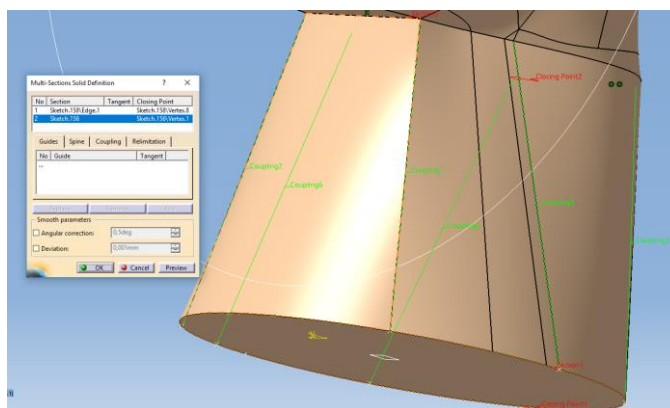 Multi-Sections Solid Definition ? ×
No Section Tangent Closing Point
1 Sketch.158\Edge.1 Sketch.158\Vertex.8
2 Sketch.156 Sketch.156\Vertex.1
Guides Spine Coupling Relimitation
No Guide Tangent
...
Smooth parameters
Angular correction: 0,5deg
Deviation: 0,001mm
OK Cancel Preview
Closing Point2
Coupling2
Coupling6
Closing Point1